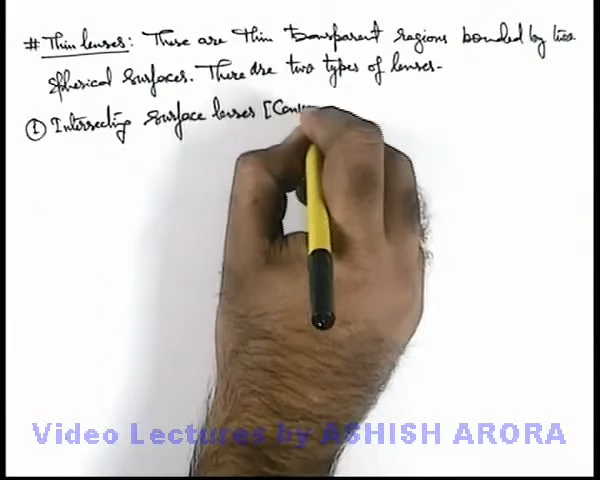 # Thin lenses: These are thin transparent regions bounded by two
spherical surfaces. There are two types of lenses-
① Intersecting surface lenses [Conv
Video Lectures by ASHISH ARORA